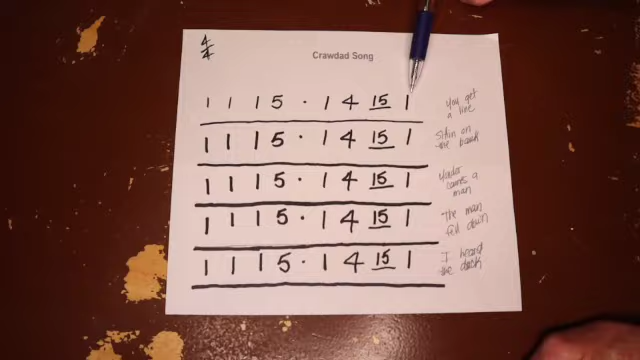 4/4
Crawdad Song
1 1 1 5 · 1 4 15 1 You get a line
1 1 1 5 · 1 4 15 1 Sittin on the bank
1 1 1 5 · 1 4 15 1 Yonder comes a man
1 1 1 5 · 1 4 15 1 The man fell down
1 1 1 5 · 1 4 15 1 I heard the duck